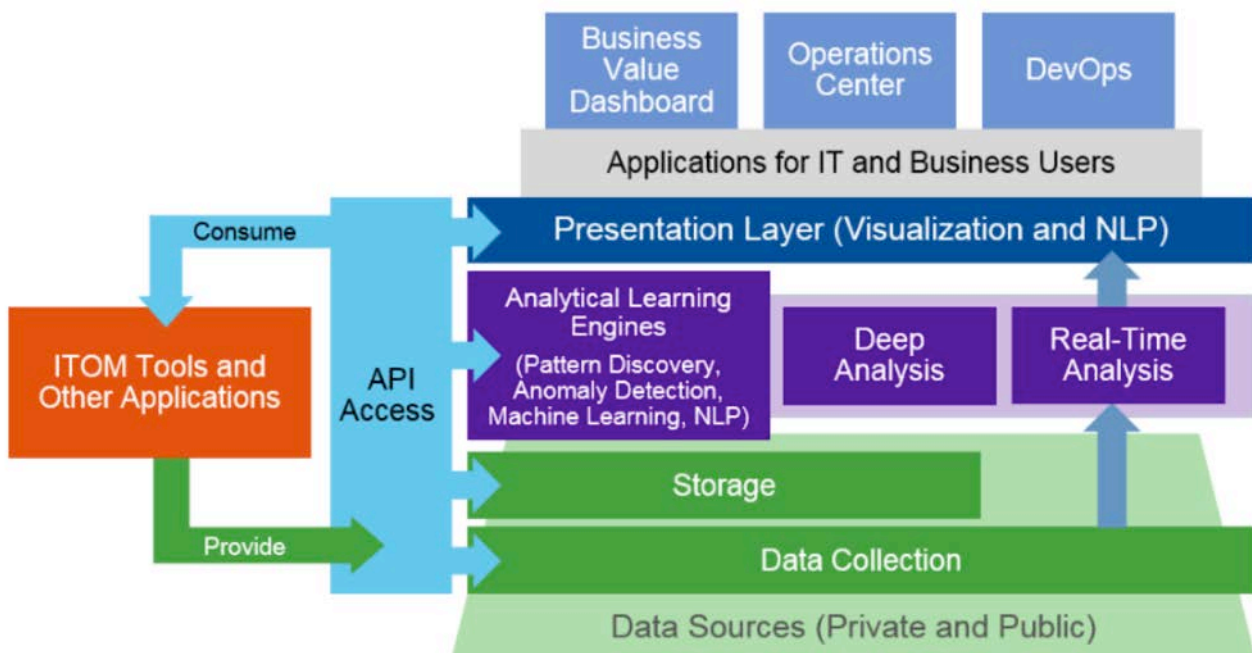 Business
Value
Dashboard
Operations
Center
DevOps
Applications for IT and Business Users
Consume
Presentation Layer (Visualization and NLP)
ITOM Tools and
Other Applications
API
Access
Analytical Learning
Engines
(Pattern Discovery,
Anomaly Detection,
Machine Learning, NLP)
Deep
Analysis
Real-Time
Analysis
Storage
Provide
Data Collection
Data Sources (Private and Public)